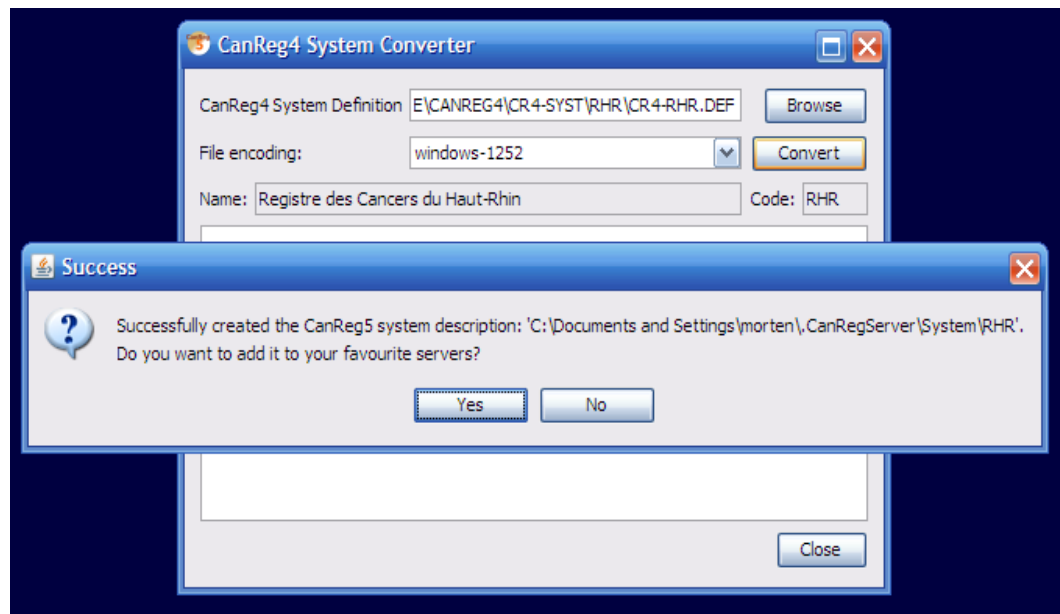 CanReg4 System Converter
CanReg4 System Definition E\CANREG4\CR4-SYST\RHR\CR4-RHR.DEF Browse
File encoding: windows-1252 Convert
Name: Registre des Cancers du Haut-Rhin Code: RHR
Success
Successfully created the CanReg5 system description: 'C:\Documents and Settings\morten\.CanRegServer\System\RHR'.
Do you want to add it to your favourite servers?
Yes No
Close